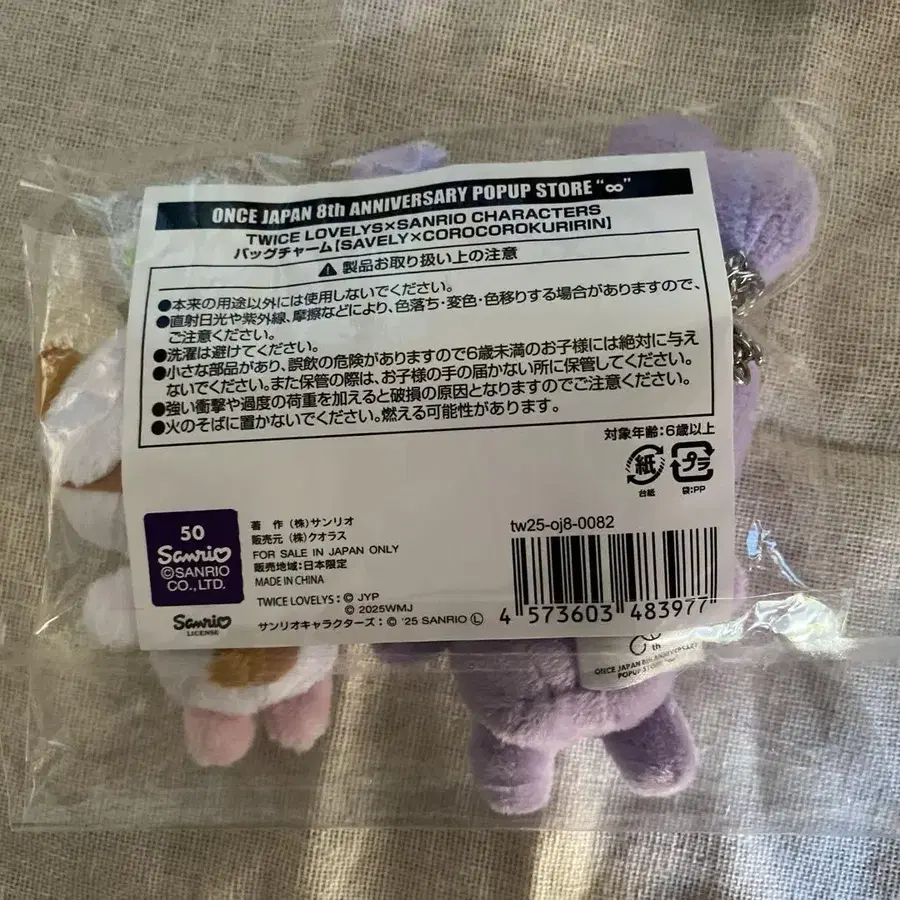 ONCE JAPAN 8th ANNIVERSARY POPUP STORE "∞"
TWICE LOVELYS×SANRIO CHARACTERS
バッグチャーム【SAVELY×COROCOROKURIRIN】
⚠ 製品お取り扱い上の注意
●本来の用途以外には使用しないでください。
●直射日光や紫外線、摩擦などにより、色落ち・変色・色移りする場合がありますので、
ご注意ください。
●洗濯は避けてください。
●小さな部品があり、誤飲の危険がありますので6歳未満のお子様には絶対に与え
ないでください。また保管の際は、お子様の手の届かない所に保管してください。
●強い衝撃や過度の荷重を加えると破損の原因となりますのでご注意ください。
●火のそばに置かないでください。燃える可能性があります。
対象年齢:6歳以上
紙
台紙
プラ
袋:PP
50
Sanrio
©SANRIO
CO., LTD.
Sanrio
LICENSE
著 作 (株)サンリオ
販売元 (株)クオラス
FOR SALE IN JAPAN ONLY
販売地域:日本限定
MADE IN CHINA
TWICE LOVELYS:© JYP
© 2025WMJ
サンリオキャラクターズ:© '25 SANRIO Ⓛ
tw25-oj8-0082
4 573603 483977
th
ONCE JAPAN 8th ANNIVERSARY
POPUP STORE "∞"